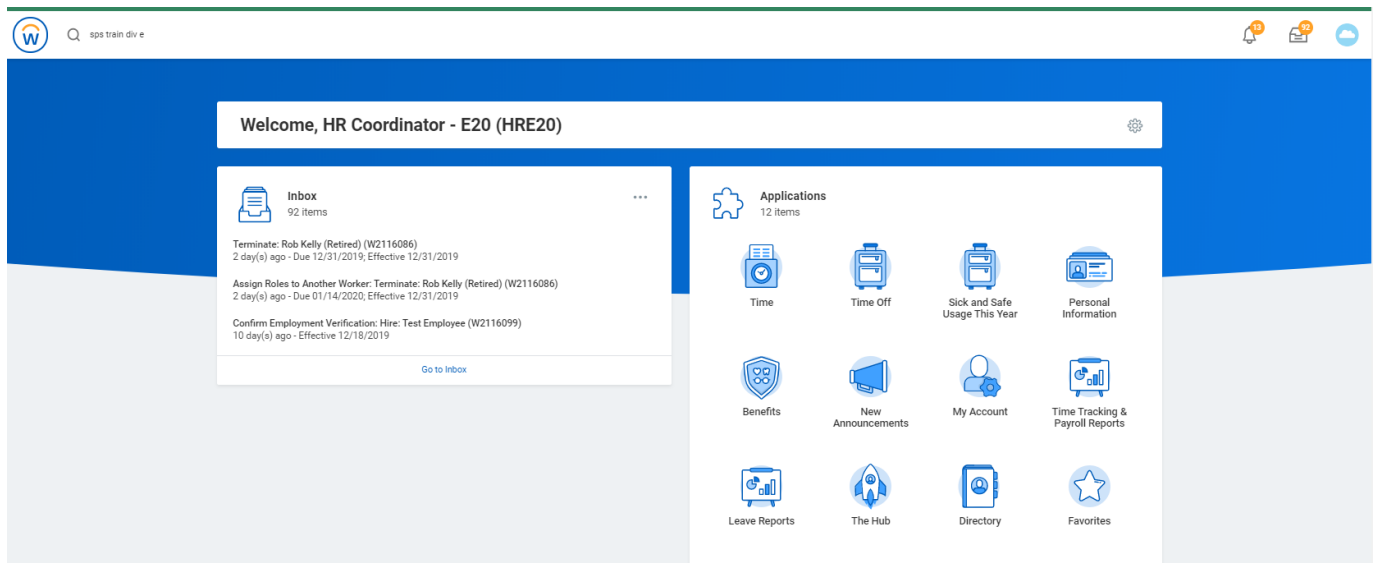 W
sps train div e
13
92
Welcome, HR Coordinator - E20 (HRE20)
Inbox
92 items
Terminate: Rob Kelly (Retired) (W2116086)
2 day(s) ago - Due 12/31/2019; Effective 12/31/2019
Assign Roles to Another Worker: Terminate: Rob Kelly (Retired) (W2116086)
2 day(s) ago - Due 01/14/2020; Effective 12/31/2019
Confirm Employment Verification: Hire: Test Employee (W2116099)
10 day(s) ago - Effective 12/18/2019
Go to Inbox
Applications
12 items
Time
Time Off
Sick and Safe
Usage This Year
Personal
Information
Benefits
New
Announcements
My Account
Time Tracking &
Payroll Reports
Leave Reports
The Hub
Directory
Favorites